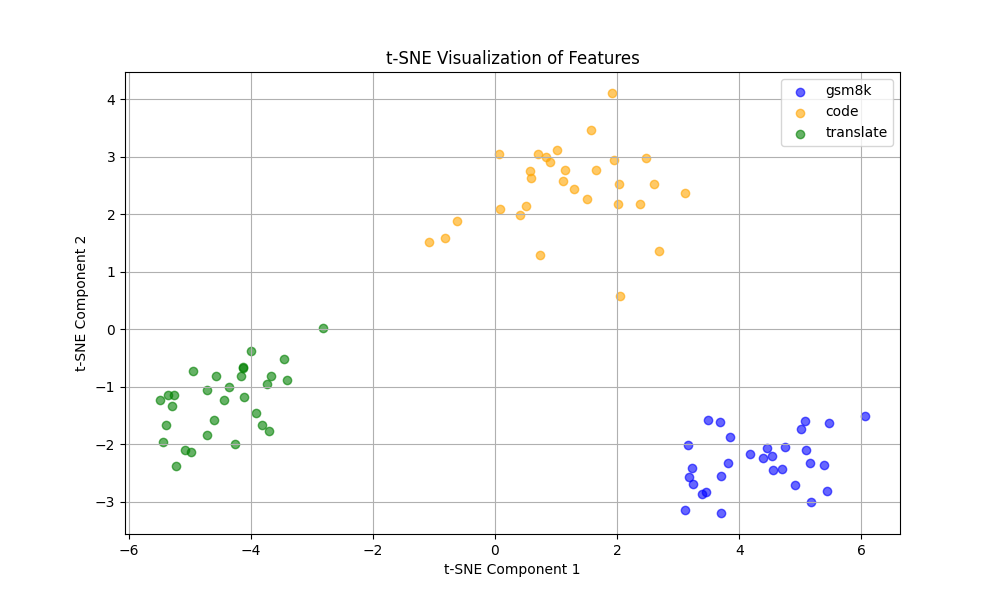 t-SNE Visualization of Features
gsm8k
code
translate
4
3
2
1
0
−1
−2
−3
t-SNE Component 2
−6 −4 −2 0 2 4 6
t-SNE Component 1